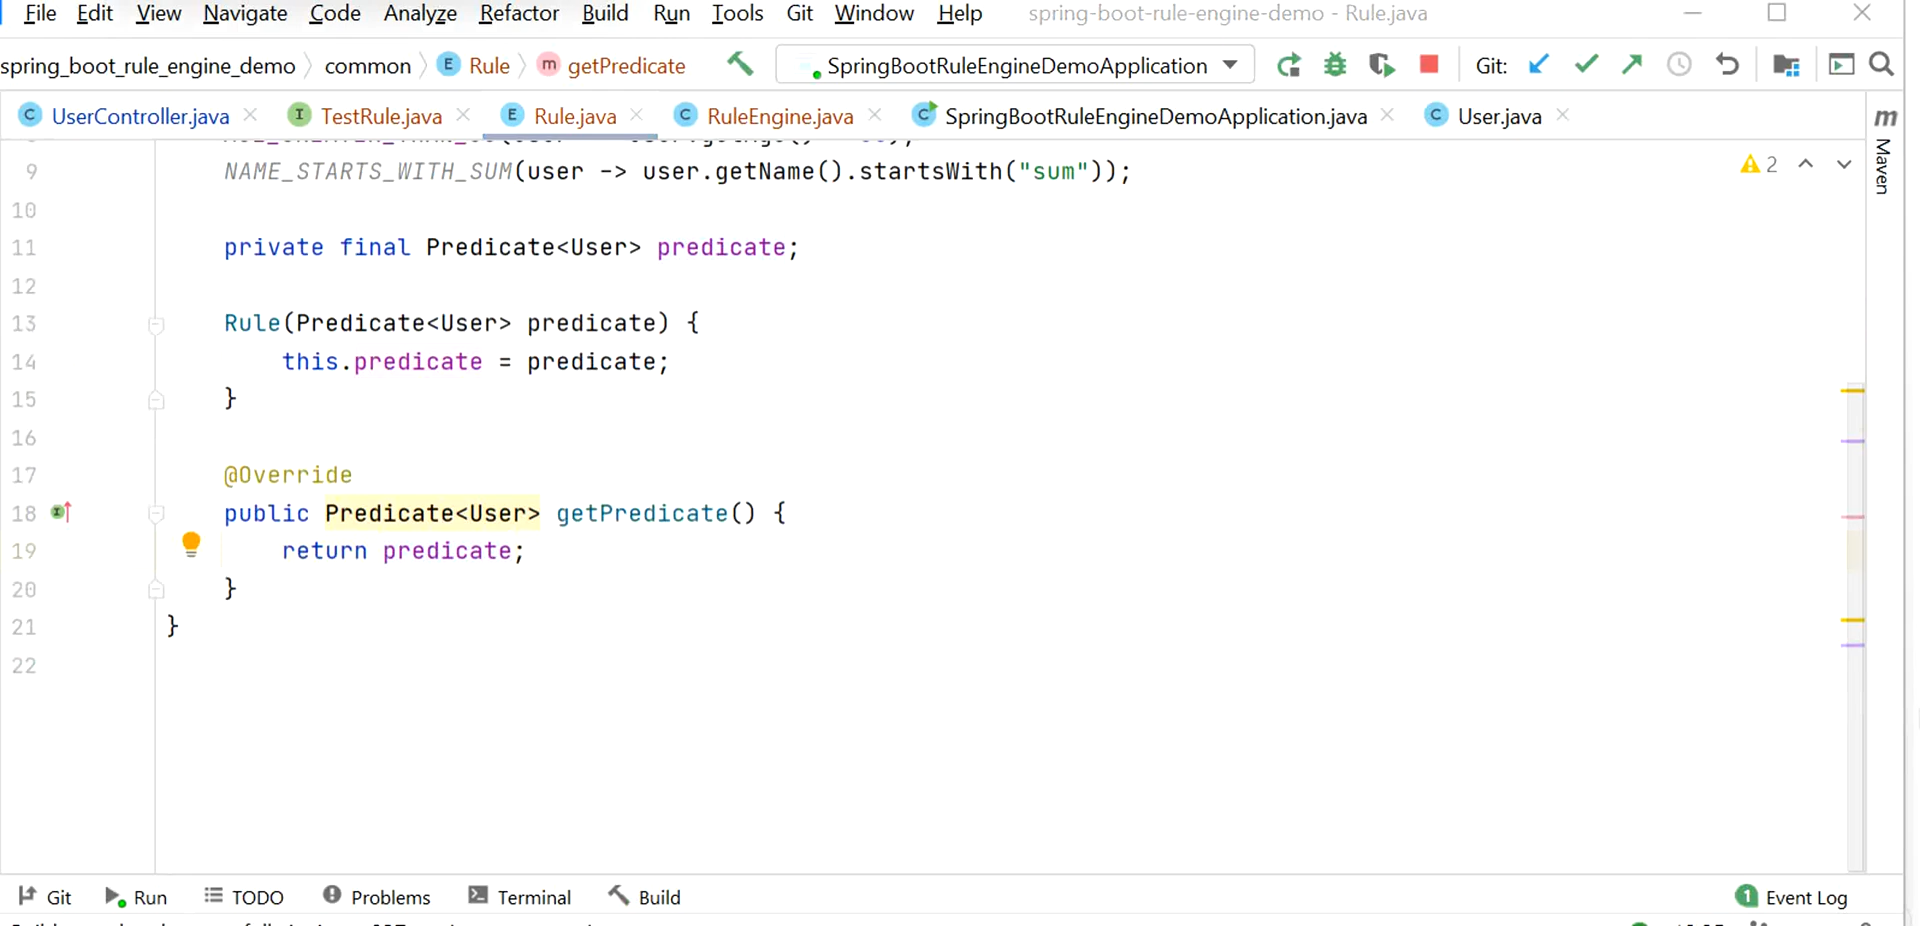 File Edit View Navigate Code Analyze Refactor Build Run Tools Git Window Help spring-boot-rule-engine-demo - Rule.java
spring_boot_rule_engine_demo common E Rule m getPredicate SpringBootRuleEngineDemoApplication Git:
C UserController.java I TestRule.java E Rule.java C RuleEngine.java C SpringBootRuleEngineDemoApplication.java C User.java
m Maven
9 NAME_STARTS_WITH_SUM(user -> user.getName().startsWith("sum")); 2
10
11 private final Predicate<User> predicate;
12
13 Rule(Predicate<User> predicate) {
14 this.predicate = predicate;
15 }
16
17 @Override
18 public Predicate<User> getPredicate() {
19 return predicate;
20 }
21 }
22
Git Run TODO Problems Terminal Build 1 Event Log